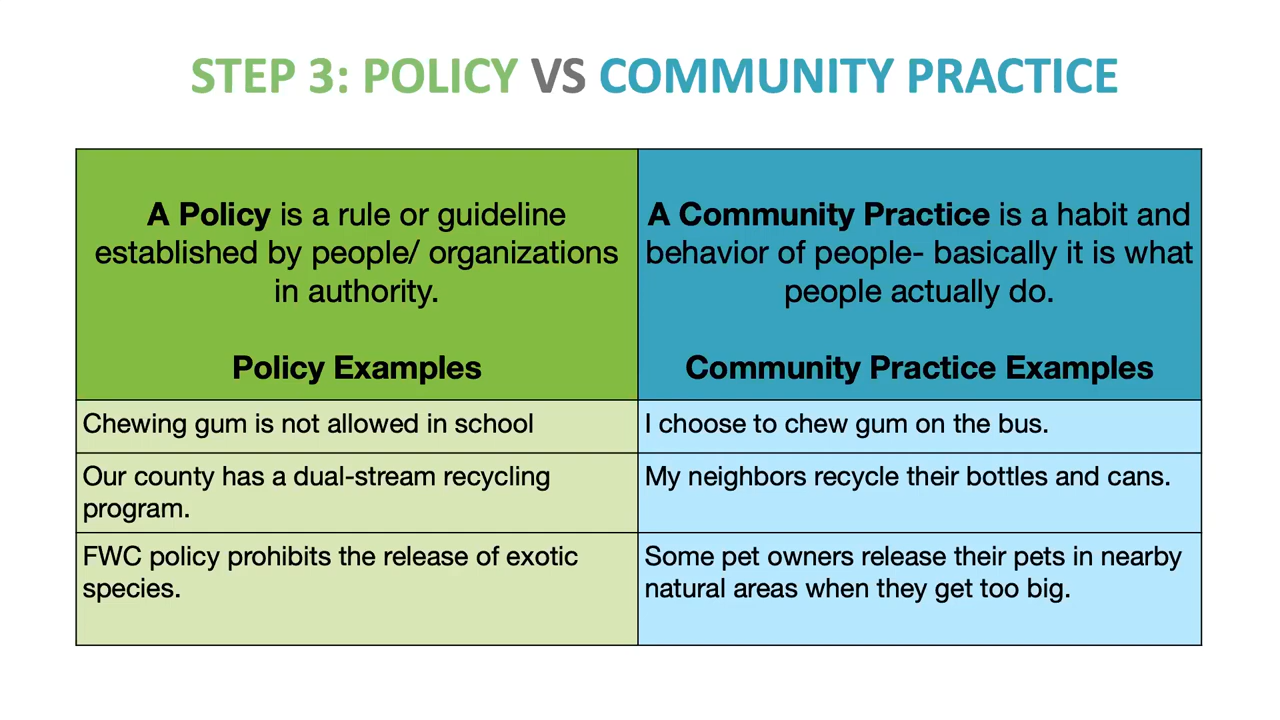 STEP 3: POLICY VS COMMUNITY PRACTICE
A Policy is a rule or guideline
established by people/ organizations
in authority.
Policy Examples
A Community Practice is a habit and
behavior of people- basically it is what
people actually do.
Community Practice Examples
Chewing gum is not allowed in school
I choose to chew gum on the bus.
Our county has a dual-stream recycling
program.
My neighbors recycle their bottles and cans.
FWC policy prohibits the release of exotic
species.
Some pet owners release their pets in nearby
natural areas when they get too big.